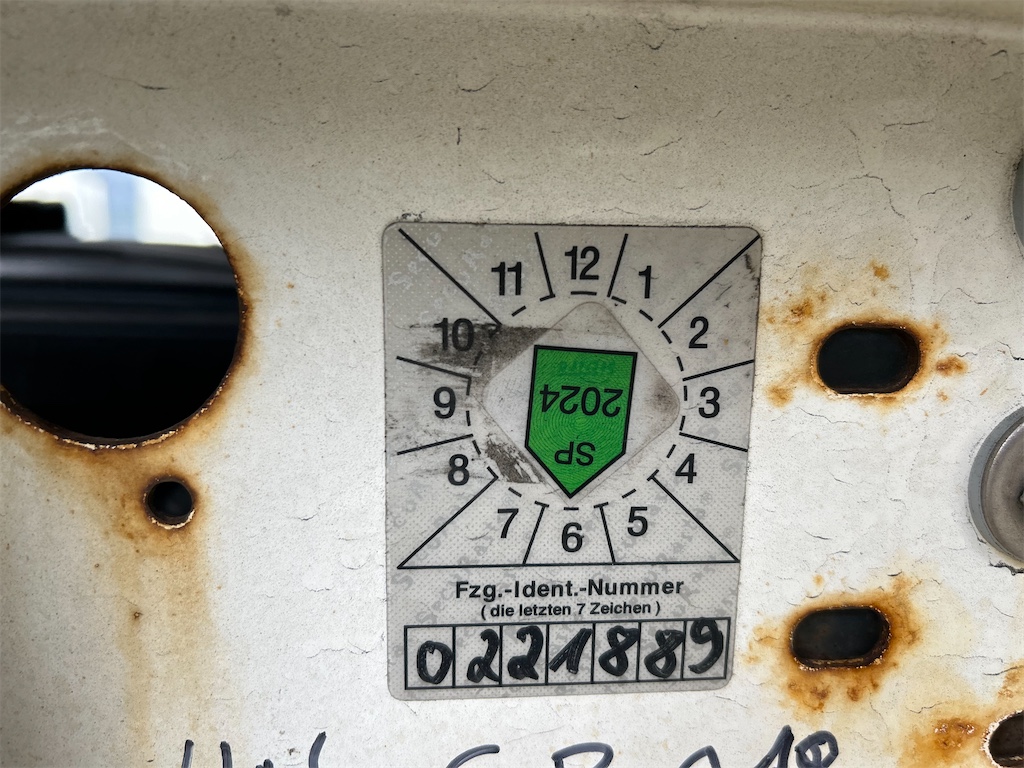 11 12 1
10 2
9 3
8 4
7 6 5
SP
2024
Fzg.-Ident.-Nummer
(die letzten 7 Zeichen)
0221889